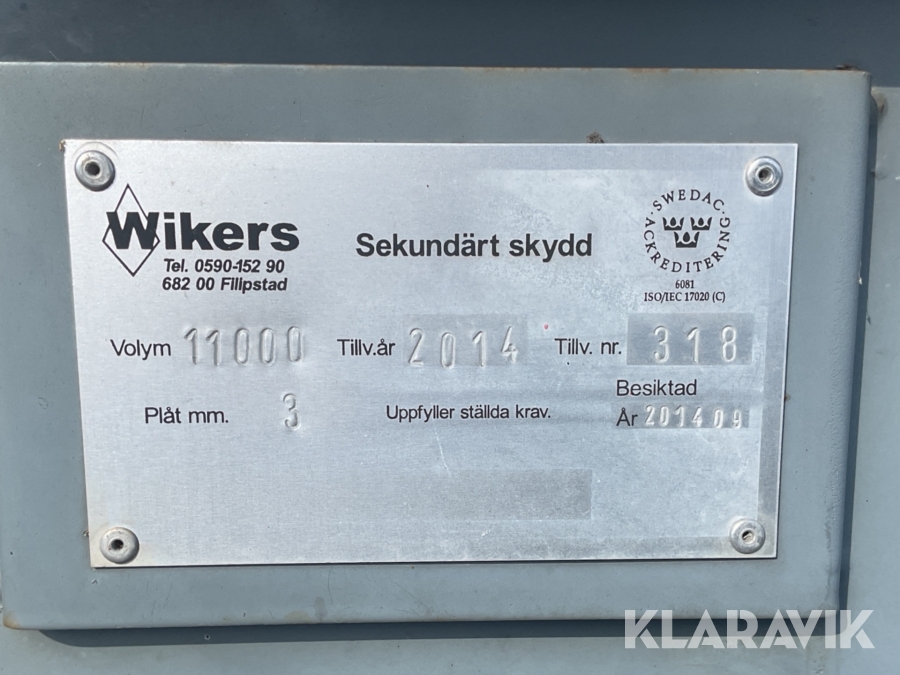 Wikers
Tel. 0590-152 90
682 00 Filipstad
Sekundärt skydd
SWEDAC
ACKREDITERING
6081
ISO/IEC 17020 (C)
Volym 11000 Tillv.år 2014 Tillv. nr. 318
Plåt mm. 3 Uppfyller ställda krav.
Besiktad
År 201409
KLARAVIK